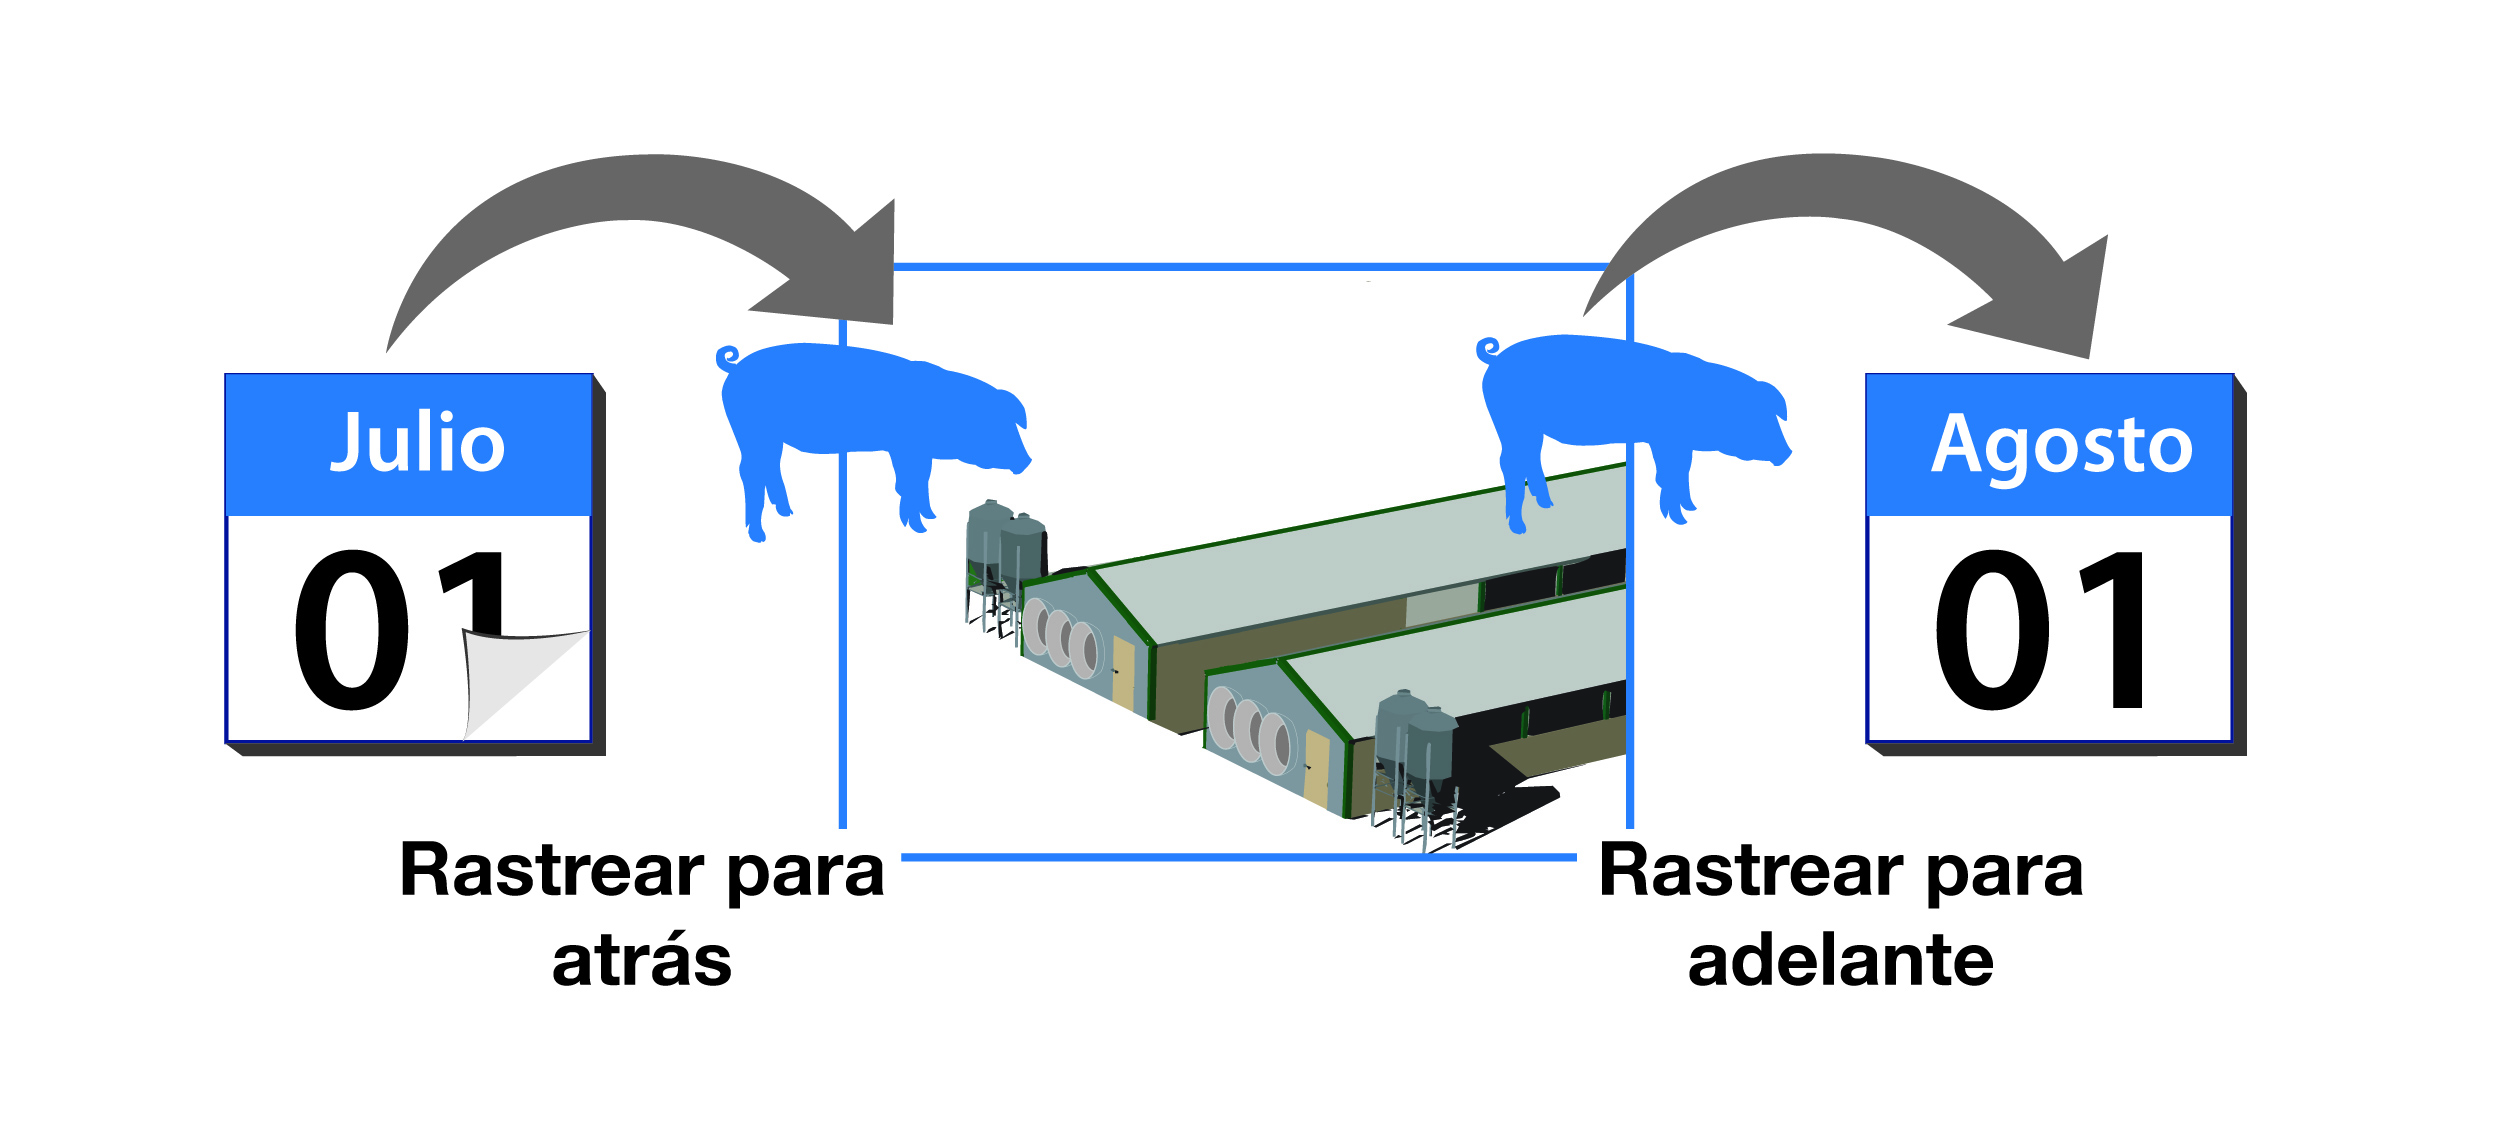 Julio
01
Agosto
01
Rastrear para
atrás
Rastrear para
adelante